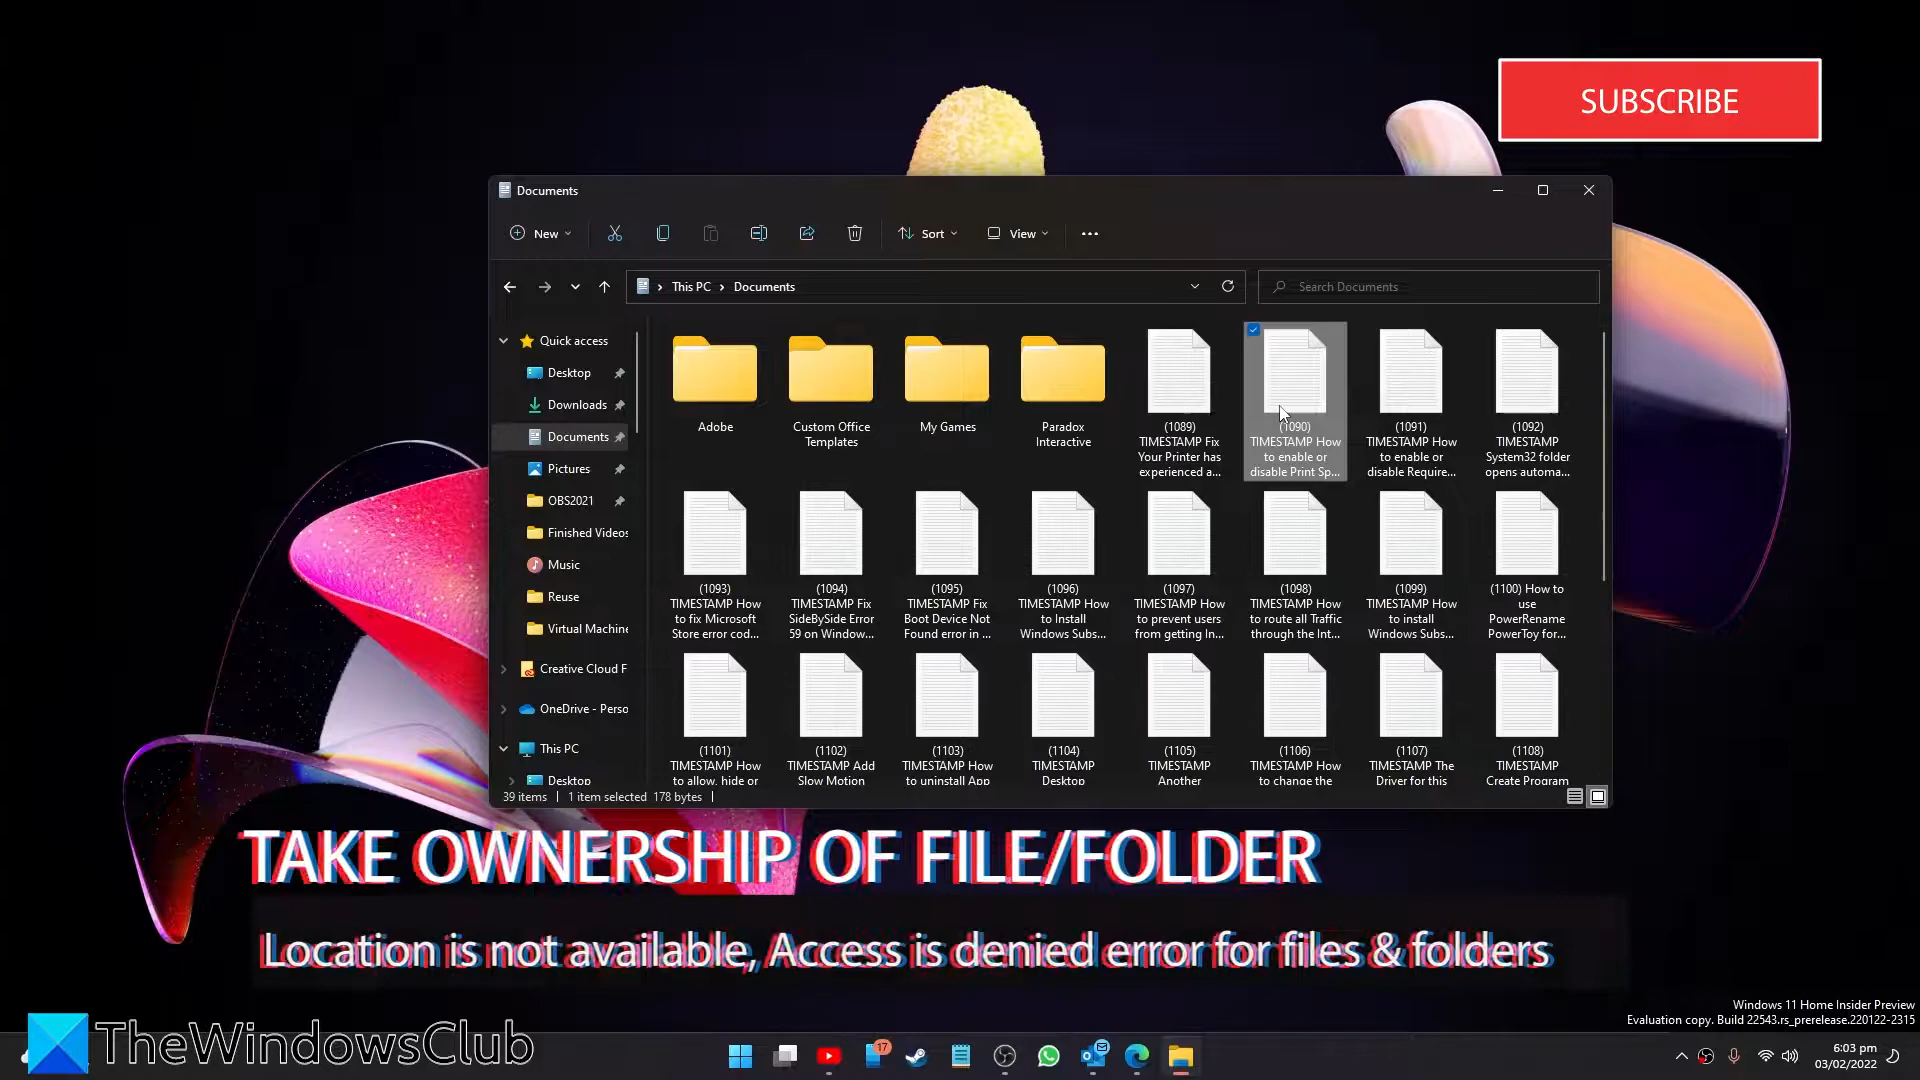 SUBSCRIBE
Documents
New
Sort
View
This PC
Documents
Search Documents
Quick access
Desktop
Downloads
Documents
Pictures
OBS2021
Finished Videos
Music
Reuse
Virtual Machine
Creative Cloud F
OneDrive - Perso
This PC
Desktop
Adobe
Custom Office
Templates
My Games
Paradox
Interactive
(1089)
TIMESTAMP Fix
Your Printer has
experienced a...
(1090)
TIMESTAMP How
to enable or
disable Print Sp...
(1091)
TIMESTAMP How
to enable or
disable Require...
(1092)
TIMESTAMP
System32 folder
opens automa...
(1093)
TIMESTAMP How
to fix Microsoft
Store error cod...
(1094)
TIMESTAMP Fix
SideBySide Error
59 on Window...
(1095)
TIMESTAMP Fix
Boot Device Not
Found error in ...
(1096)
TIMESTAMP How
to Install
Windows Subs...
(1097)
TIMESTAMP How
to prevent users
from getting In...
(1098)
TIMESTAMP How
to route all Traffic
through the Int...
(1099)
TIMESTAMP How
to install
Windows Subs...
(1100) How to
use
PowerRename
PowerToy for...
(1101)
TIMESTAMP How
to allow, hide or
(1102)
TIMESTAMP Add
Slow Motion
(1103)
TIMESTAMP How
to uninstall App
(1104)
TIMESTAMP
Desktop
(1105)
TIMESTAMP
Another
(1106)
TIMESTAMP How
to change the
(1107)
TIMESTAMP The
Driver for this
(1108)
TIMESTAMP
Create Program
39 items
1 item selected 178 bytes
TAKE OWNERSHIP OF FILE/FOLDER
Location is not available, Access is denied error for files & folders
Windows 11 Home Insider Preview
Evaluation copy. Build 22543.rs_prerelease.220122-2315
TheWindowsClub
17
6:03 pm
03/02/2022